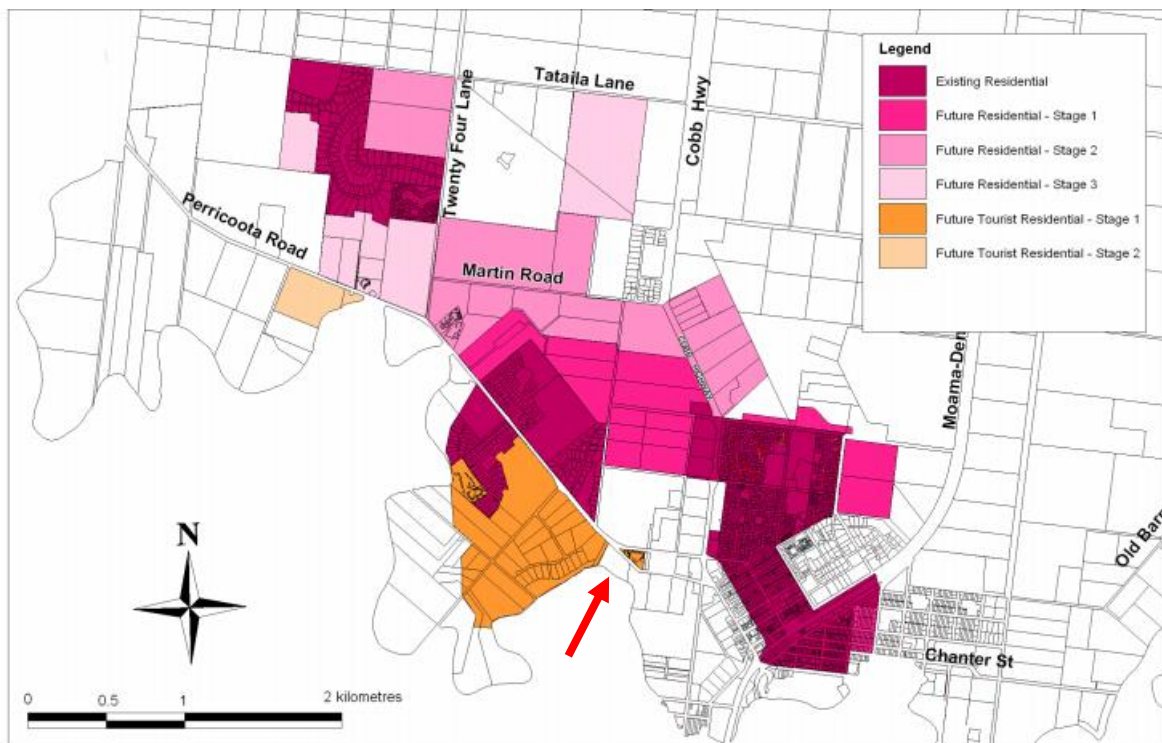 Legend
Existing Residential
Future Residential - Stage 1
Future Residential - Stage 2
Future Residential - Stage 3
Future Tourist Residential - Stage 1
Future Tourist Residential - Stage 2
Tataila Lane
Cobb Hwy
Twenty Four Lane
Perricoota Road
Martin Road
Moama-Den
Old Barm
Chanter St
N
0 0.5 1 2 kilometres